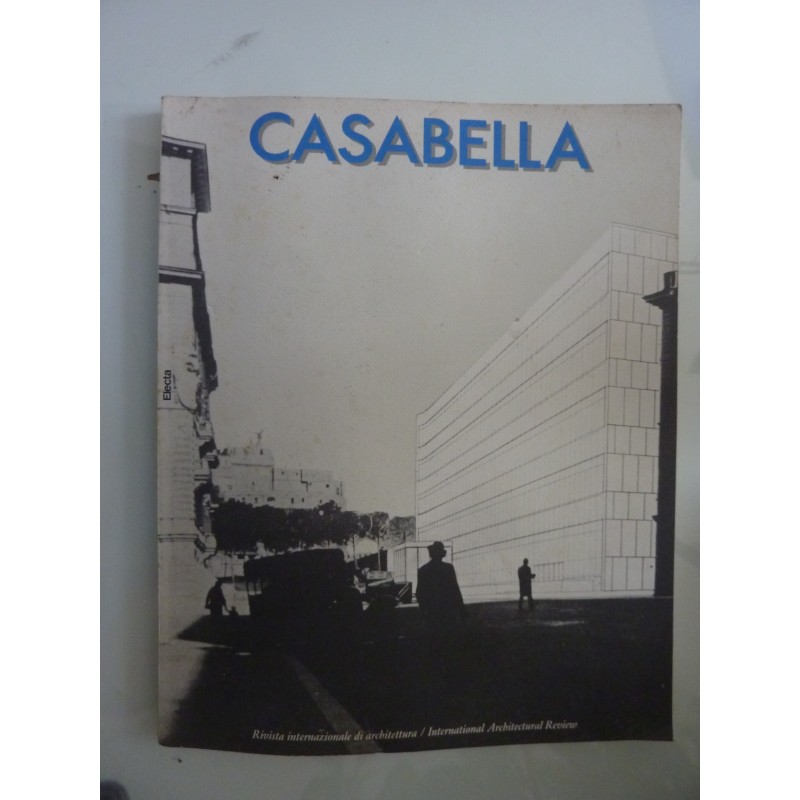 CASABELLA
Electa
Rivista internazionale di architettura / International Architectural Review